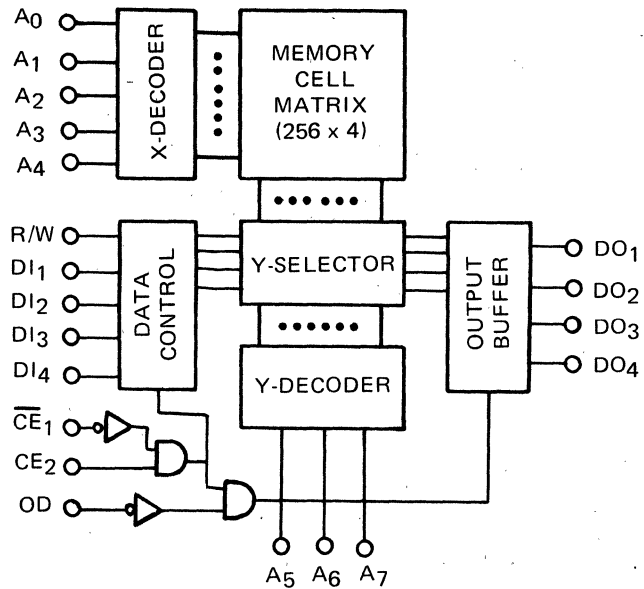 A0
A1
A2
A3
A4
X-DECODER
MEMORY
CELL
MATRIX
(256 x 4)
R/W
DI1
DI2
DI3
DI4
DATA
CONTROL
Y-SELECTOR
OUTPUT
BUFFER
DO1
DO2
DO3
DO4
Y-DECODER
C̅E̅1
CE2
OD
A5
A6
A7